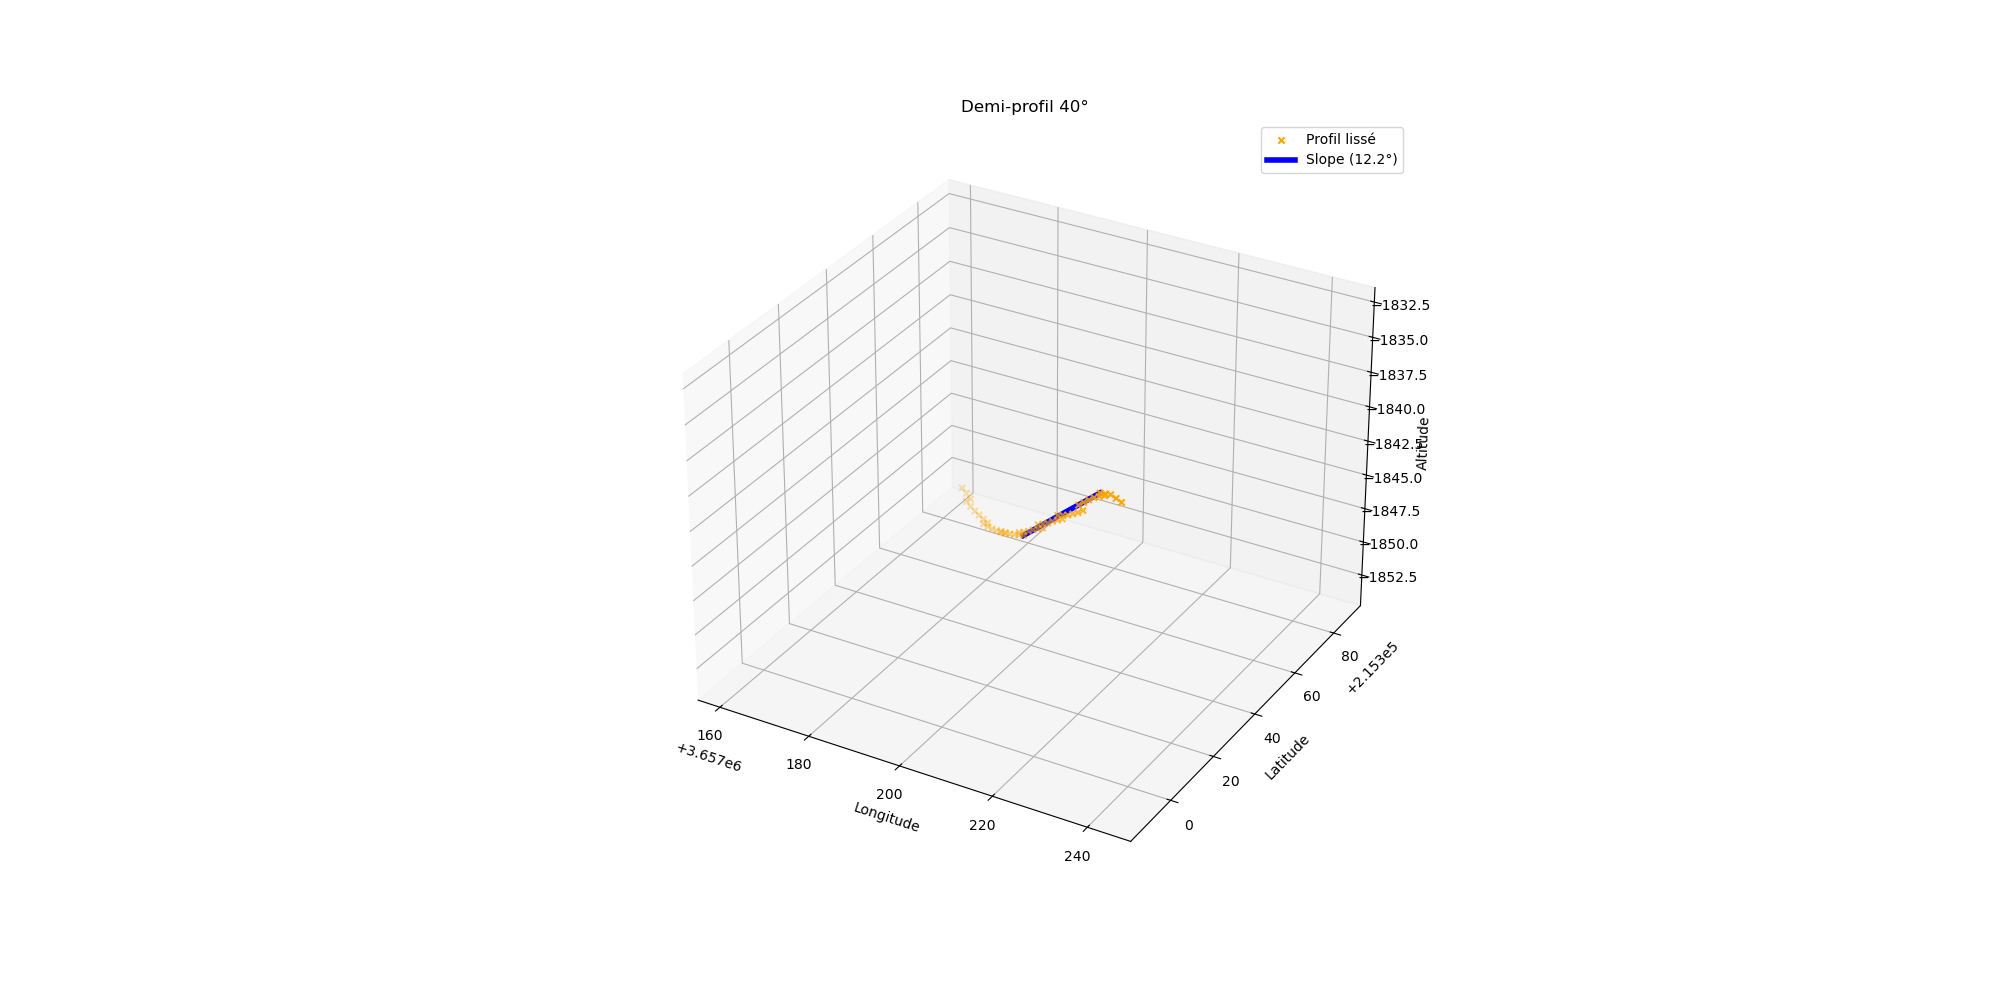 Demi-profil 40°
Profil lissé
Slope (12.2°)
−1832.5
−1835.0
−1837.5
−1840.0
−1842.5
−1845.0
−1847.5
−1850.0
−1852.5
Altitude
80
60
40
20
0
+2.153e5
Latitude
160
180
200
220
240
+3.657e6
Longitude